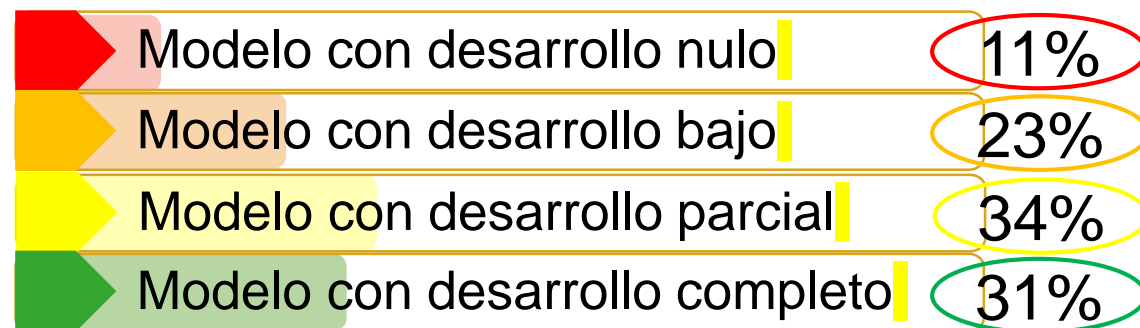 Modelo con desarrollo nulo 11%
Modelo con desarrollo bajo 23%
Modelo con desarrollo parcial 34%
Modelo con desarrollo completo 31%